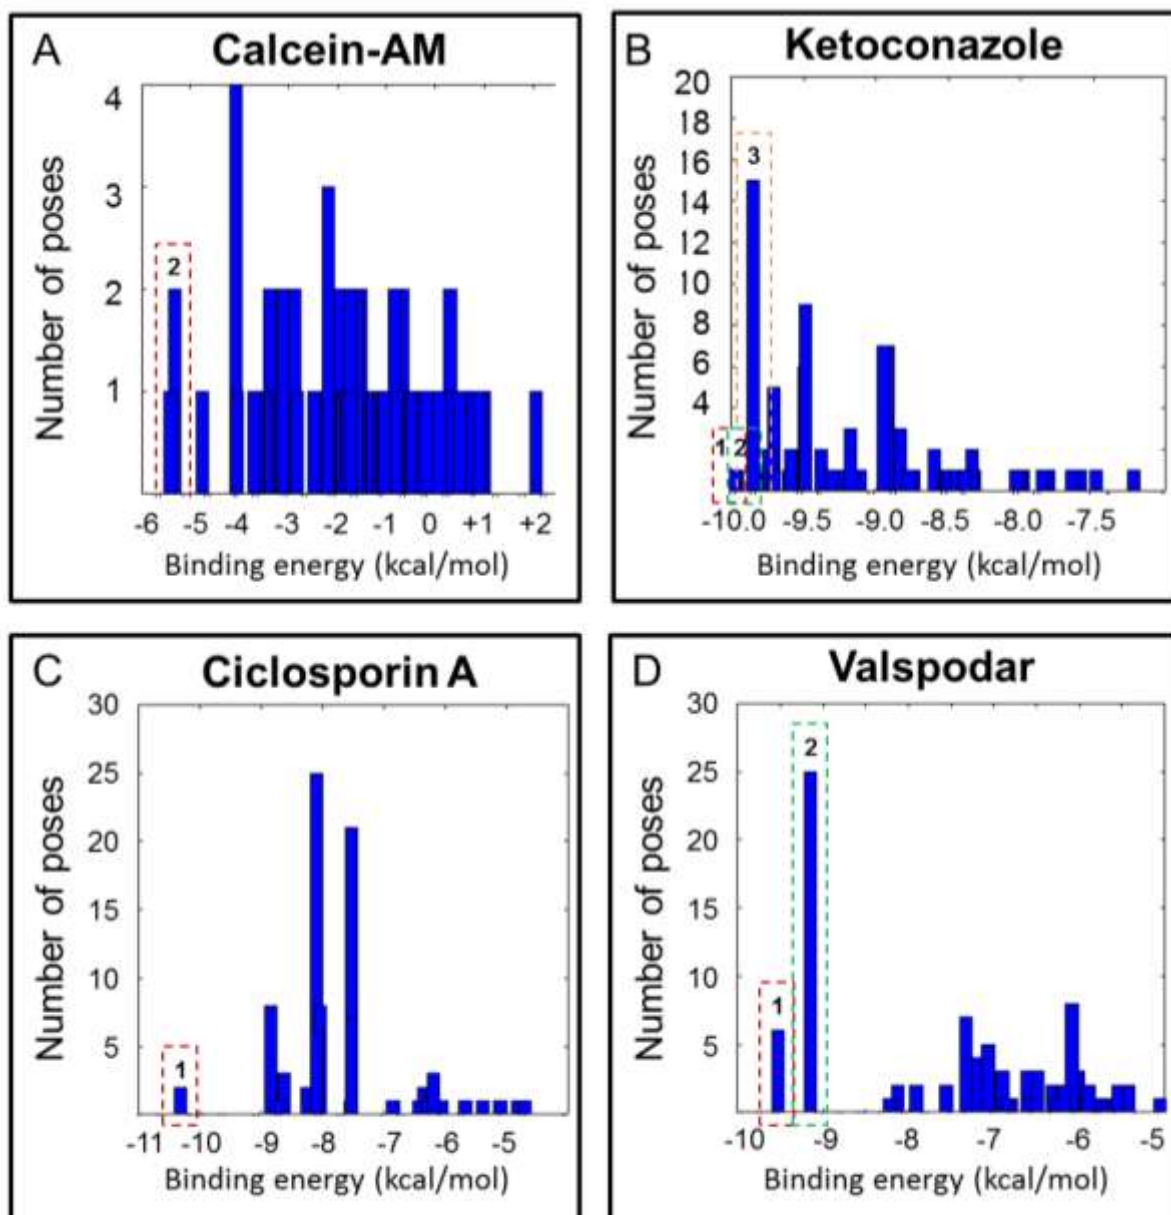 A Calcein-AM
Number of poses
4
3
2
1
2
-6 -5 -4 -3 -2 -1 0 +1 +2
Binding energy (kcal/mol)
B Ketoconazole
Number of poses
20
18
16
14
12
10
8
6
4
3
1 2
-10.0 -9.5 -9.0 -8.5 -8.0 -7.5
Binding energy (kcal/mol)
C Ciclosporin A
Number of poses
30
25
20
15
10
5
1
-11 -10 -9 -8 -7 -6 -5
Binding energy (kcal/mol)
D Valspodar
Number of poses
30
25
20
15
10
5
2
1
-10 -9 -8 -7 -6 -5
Binding energy (kcal/mol)